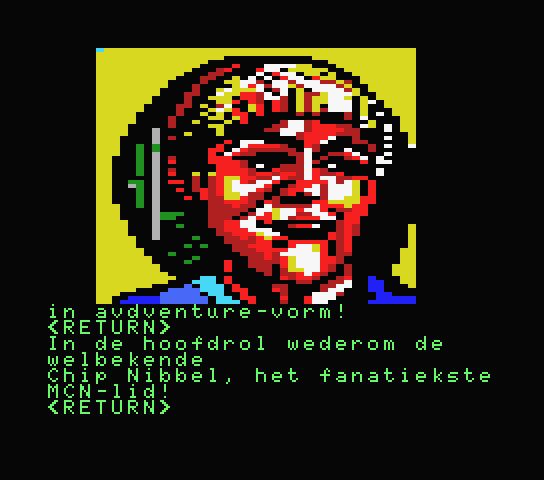 in avdventure-vorm!
<RETURN>
In de hoofdrol wederom de
welbekende
Chip Nibbel, het fanatiekste
MCN-lid!
<RETURN>